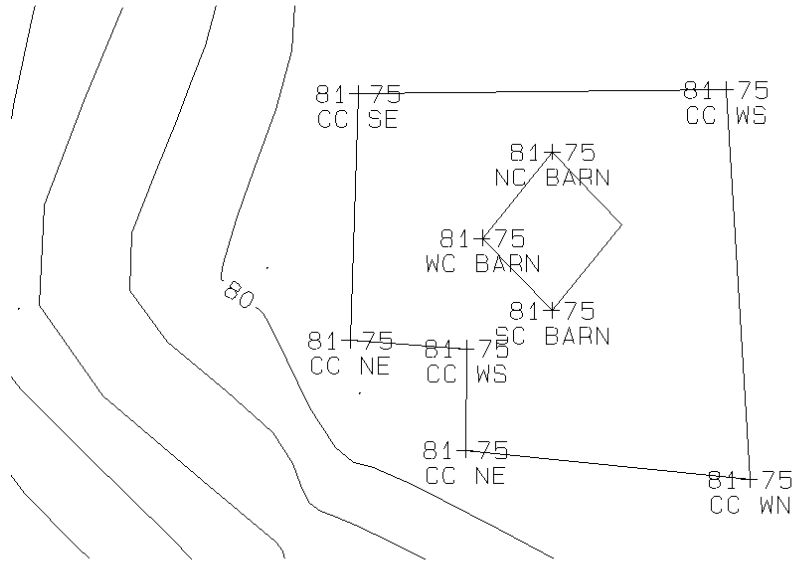 81 75
CC SE
81 75
CC WS
81 75
NC BARN
81 75
WC BARN
80
81 75
SC BARN
81 75
CC NE
81 75
CC WS
81 75
CC NE
81 75
CC WN